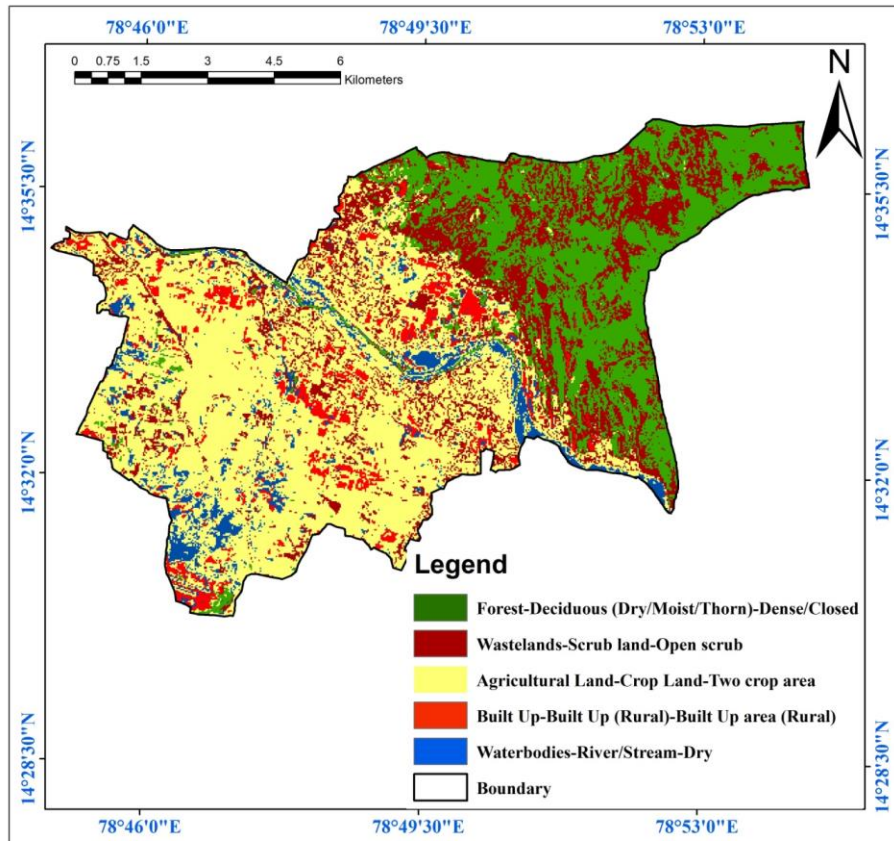 78°46'0"E 78°49'30"E 78°53'0"E
0 0.75 1.5 3 4.5 6
Kilometers
N
14°35'30"N 14°35'30"N
14°32'0"N 14°32'0"N
Legend
Forest-Deciduous (Dry/Moist/Thorn)-Dense/Closed
Wastelands-Scrub land-Open scrub
Agricultural Land-Crop Land-Two crop area
Built Up-Built Up (Rural)-Built Up area (Rural)
Waterbodies-River/Stream-Dry
Boundary
14°28'30"N 14°28'30"N
78°46'0"E 78°49'30"E 78°53'0"E